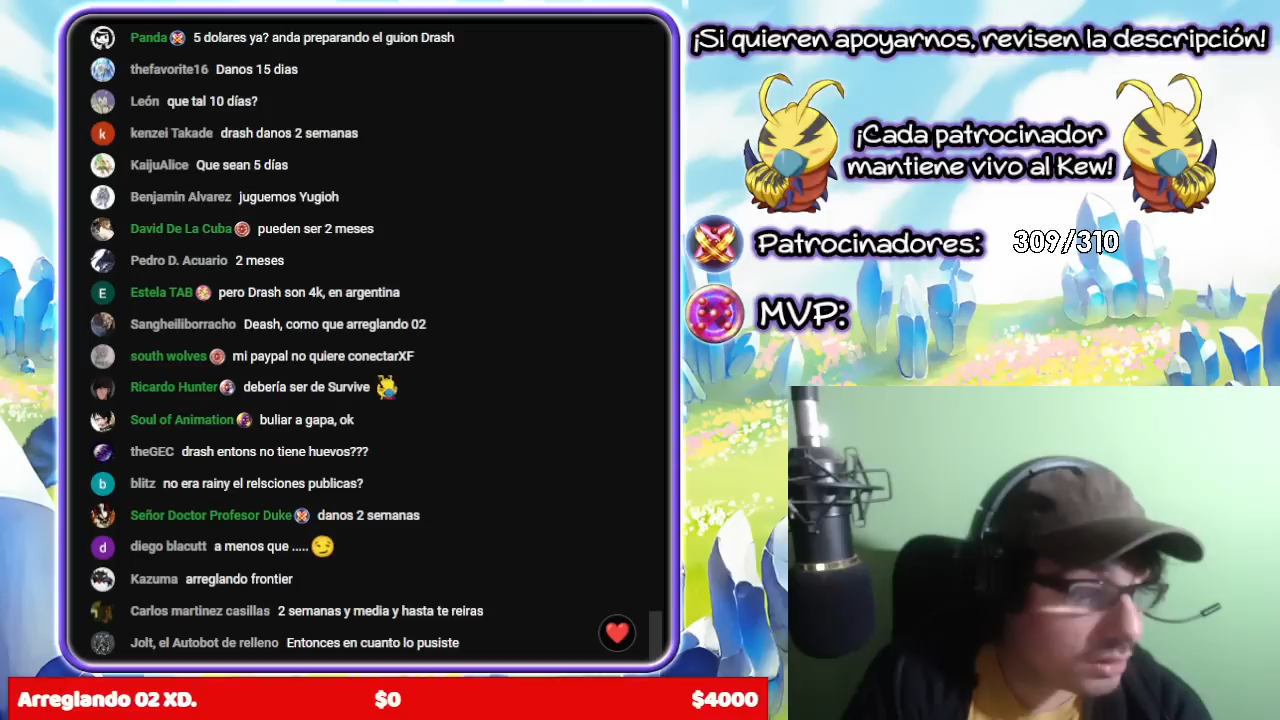 Panda 5 dolares ya? anda preparando el guion Drash
thefavorite16 Danos 15 dias
León que tal 10 días?
k kenzei Takade drash danos 2 semanas
KaijuAlice Que sean 5 días
Benjamin Alvarez juguemos Yugioh
David De La Cuba pueden ser 2 meses
Pedro D. Acuario 2 meses
E Estela TAB pero Drash son 4k, en argentina
Sangheiliborracho Deash, como que arreglando 02
south wolves mi paypal no quiere conectarXF
Ricardo Hunter debería ser de Survive
Soul of Animation buliar a gapa, ok
theGEC drash entons no tiene huevos???
b blitz no era rainy el relsciones publicas?
Señor Doctor Profesor Duke danos 2 semanas
d diego blacutt a menos que .....
Kazuma arreglando frontier
Carlos martinez casillas 2 semanas y media y hasta te reiras
Jolt, el Autobot de relleno Entonces en cuanto lo pusiste
Arreglando 02 XD. $0 $4000
¡Si quieren apoyarnos, revisen la descripción!
¡Cada patrocinador
mantiene vivo al Kew!
Patrocinadores: 309/310
MVP: